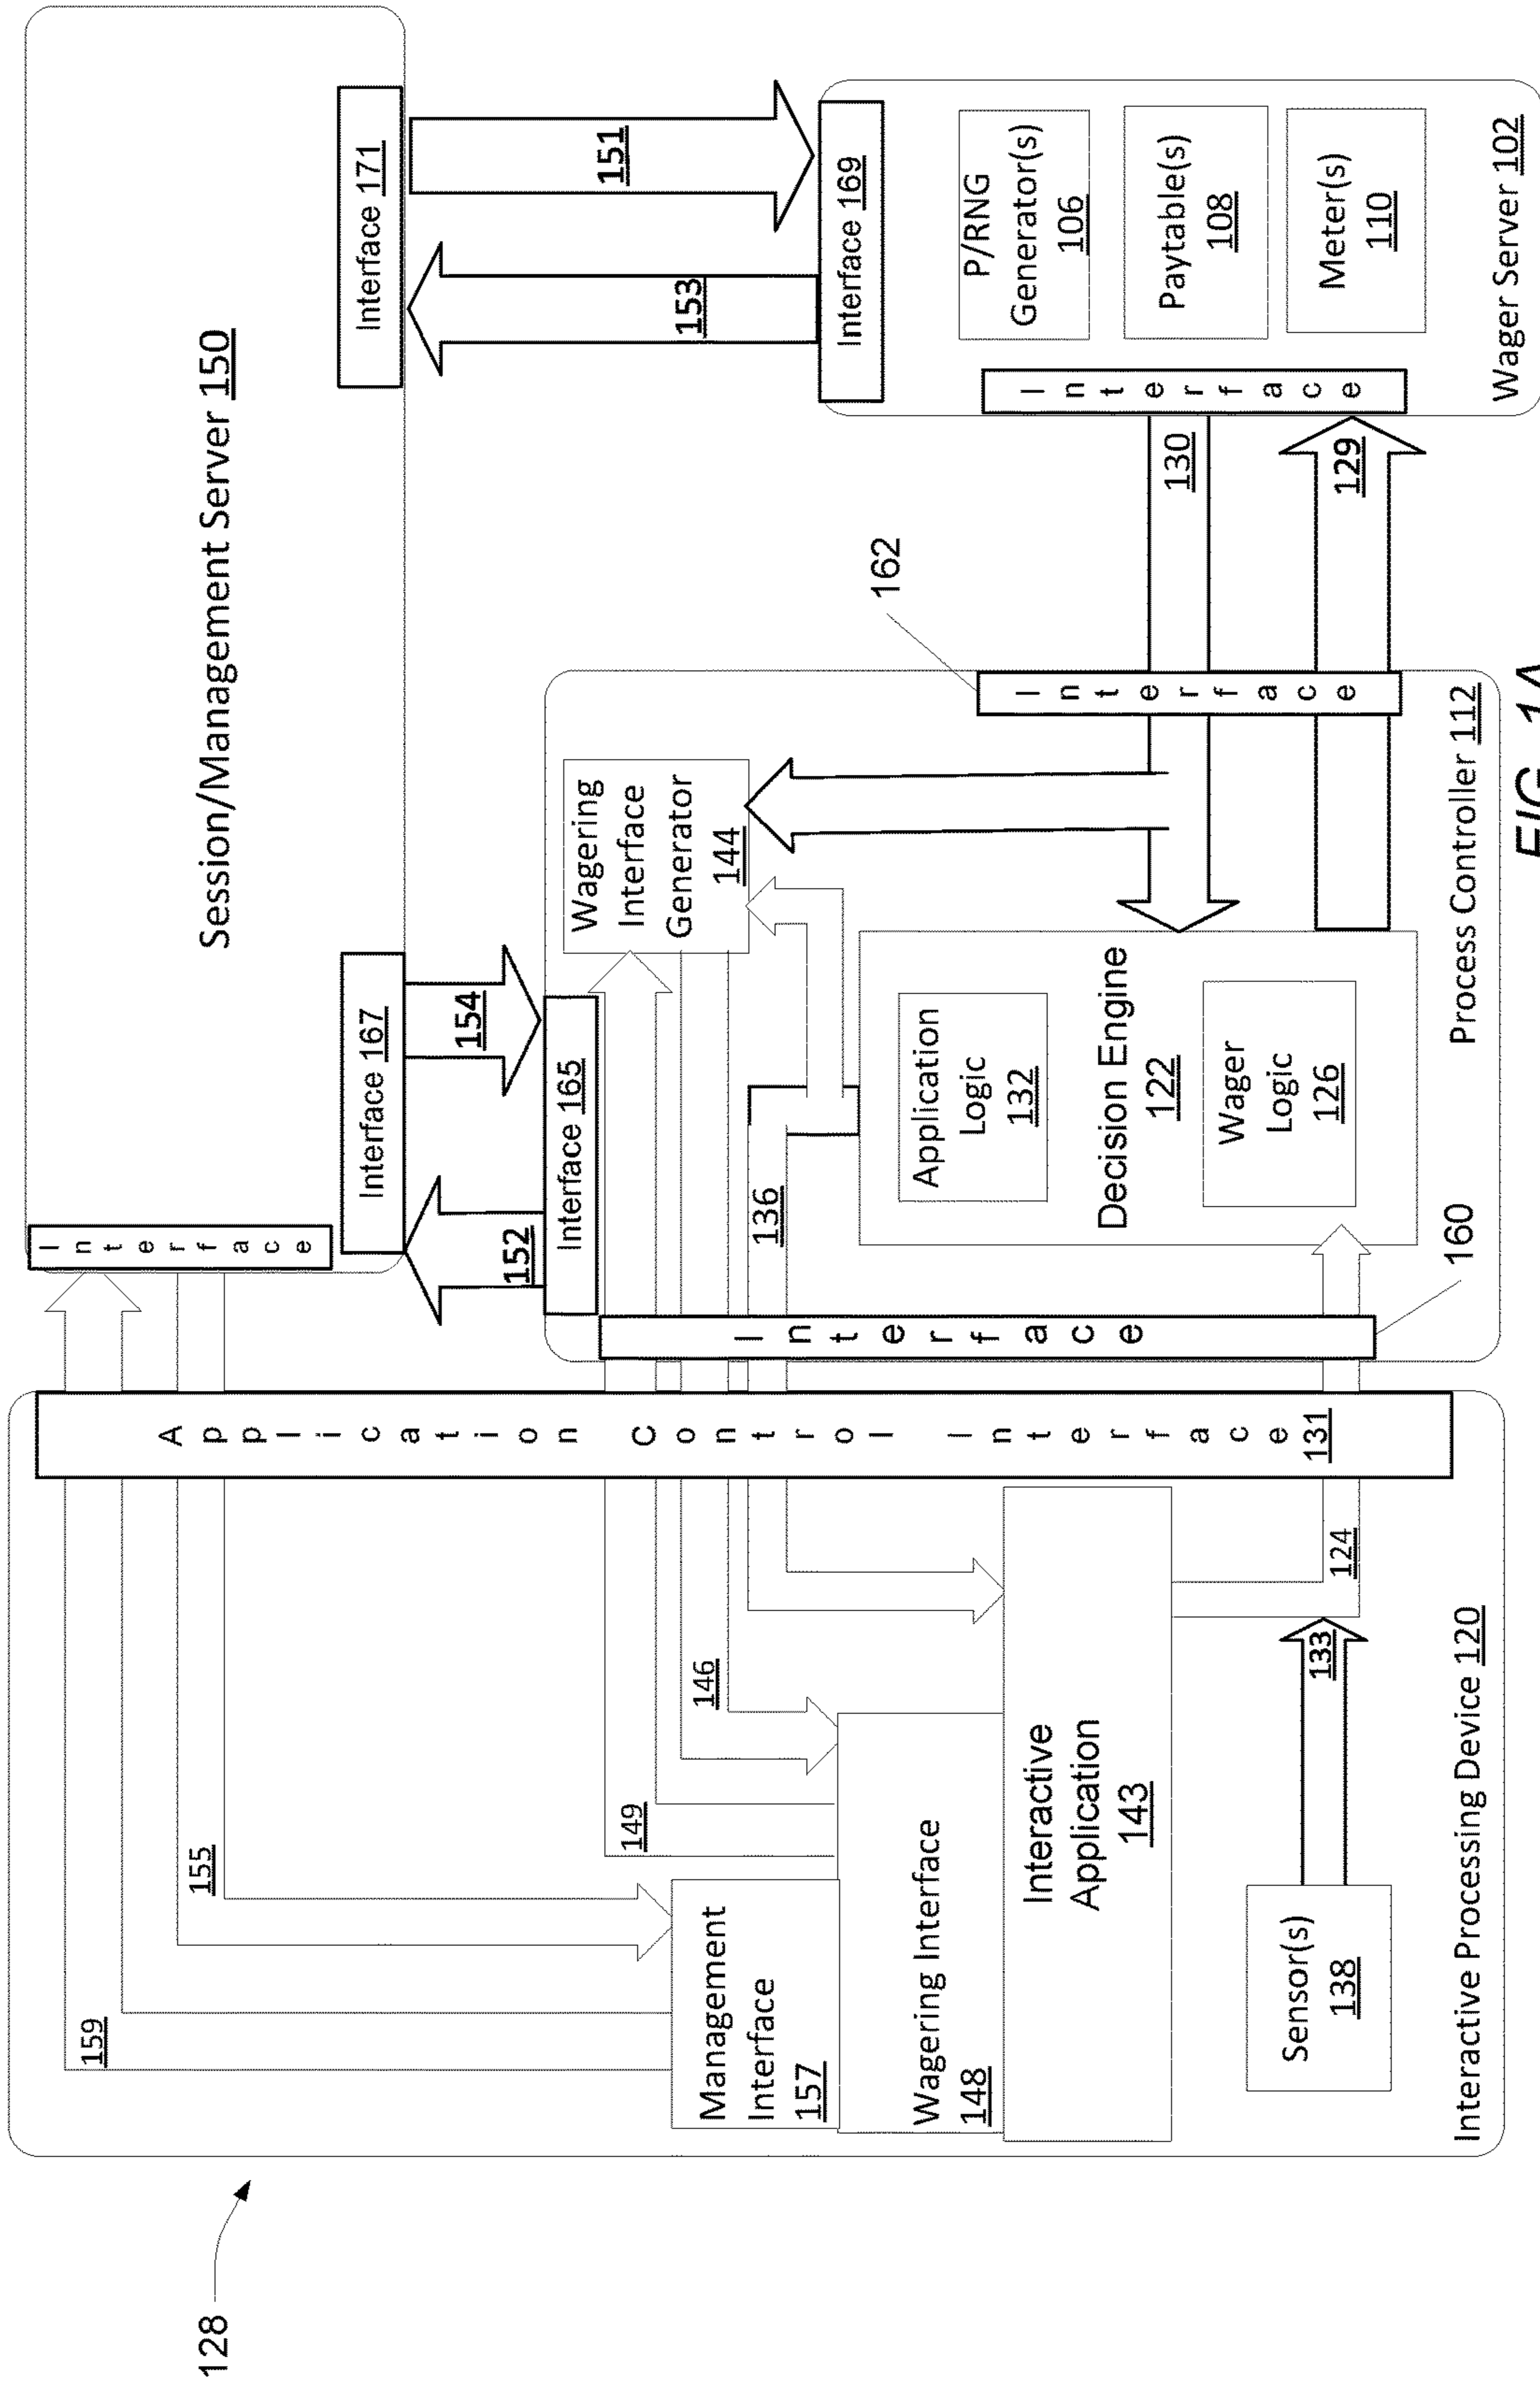 128
Session/Management Server 150
Interface
Interface 167
Interface 171
159
155
152
154
153
151
Application Control Interface
131
149
146
136
Management
Interface
157
Wagering Interface
148
Interactive
Application
143
Sensor(s)
138
133
124
Interactive Processing Device 120
Interface 165
Interface
160
Wagering
Interface
Generator
144
Application
Logic
132
Decision Engine
122
Wager
Logic
126
Interface
162
Process Controller 112
130
129
Interface 169
Interface
P/RNG
Generator(s)
106
Paytable(s)
108
Meter(s)
110
Wager Server 102
FIG. 1A